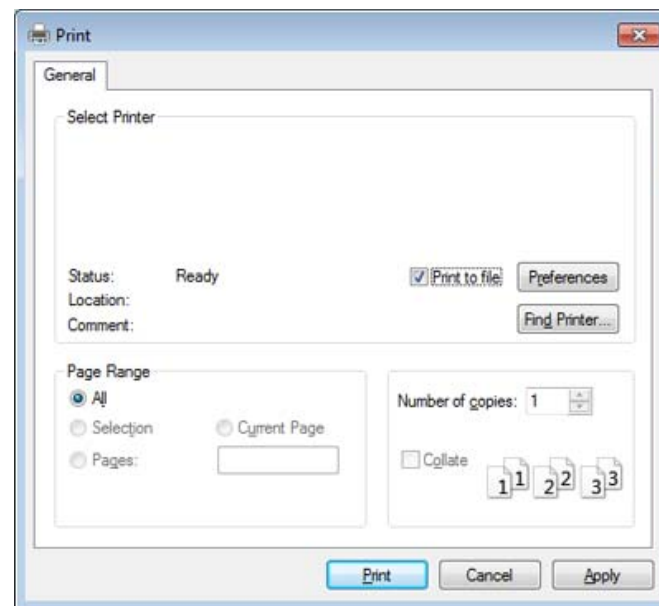 Print
General
Select Printer
Status: Ready
Print to file
Preferences
Location:
Comment:
Find Printer...
Page Range
All
Selection
Current Page
Pages:
Number of copies: 1
Collate
1 1 2 2 3 3
Print
Cancel
Apply